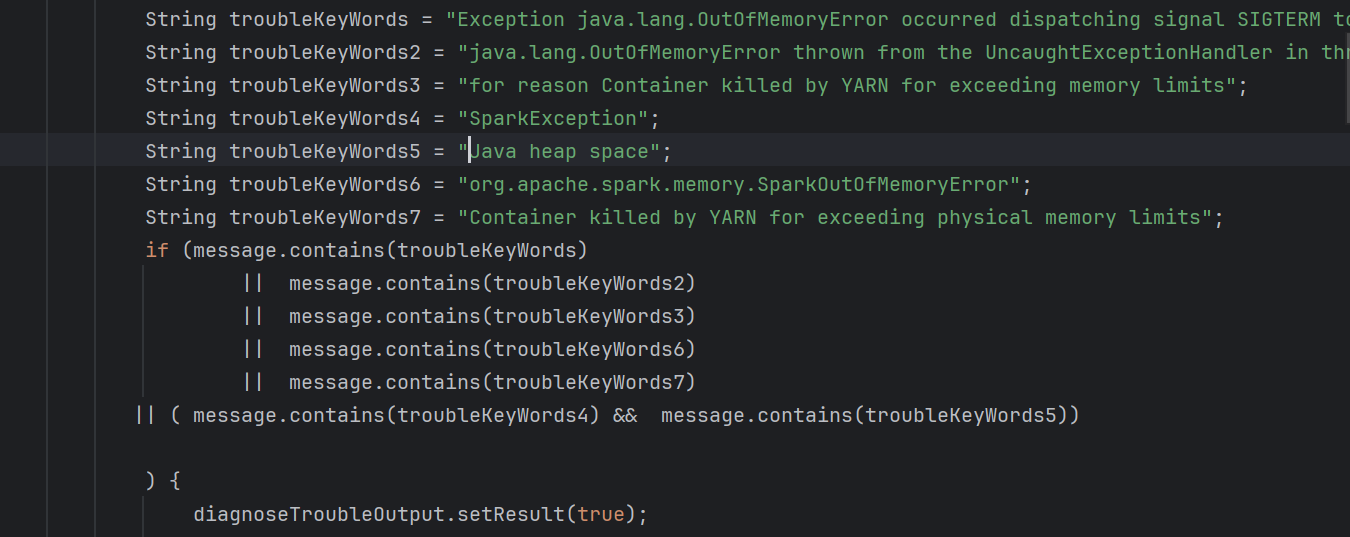 String troubleKeyWords = "Exception java.lang.OutOfMemoryError occurred dispatching signal SIGTERM to
String troubleKeyWords2 = "java.lang.OutOfMemoryError thrown from the UncaughtExceptionHandler in thr
String troubleKeyWords3 = "for reason Container killed by YARN for exceeding memory limits";
String troubleKeyWords4 = "SparkException";
String troubleKeyWords5 = "Java heap space";
String troubleKeyWords6 = "org.apache.spark.memory.SparkOutOfMemoryError";
String troubleKeyWords7 = "Container killed by YARN for exceeding physical memory limits";
if (message.contains(troubleKeyWords)
||  message.contains(troubleKeyWords2)
||  message.contains(troubleKeyWords3)
||  message.contains(troubleKeyWords6)
||  message.contains(troubleKeyWords7)
|| ( message.contains(troubleKeyWords4) &&  message.contains(troubleKeyWords5))
) {
diagnoseTroubleOutput.setResult(true);